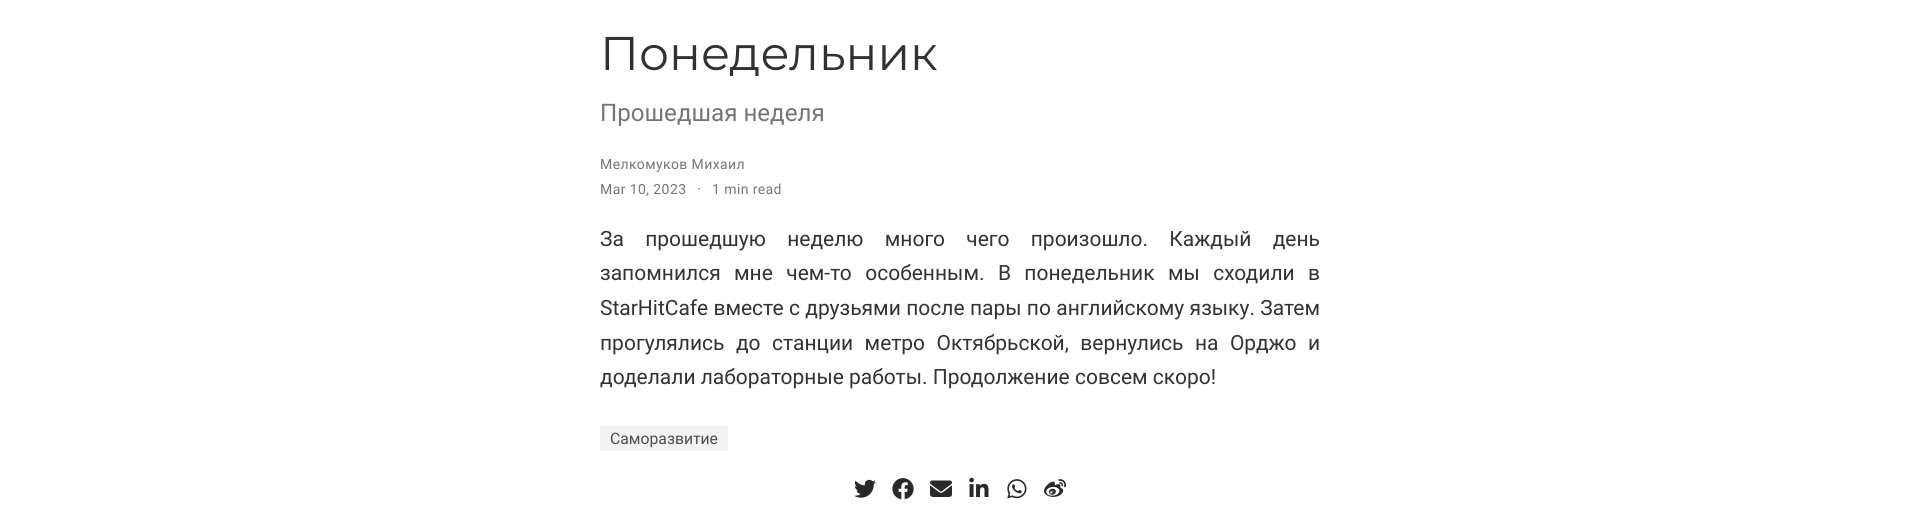 Понедельник
Прошедшая неделя
Мелкомуков Михаил
Mar 10, 2023 · 1 min read
За прошедшую неделю много чего произошло. Каждый день
запомнился мне чем-то особенным. В понедельник мы сходили в
StarHitCafe вместе с друзьями после пары по английскому языку. Затем
прогулялись до станции метро Октябрьской, вернулись на Орджо и
доделали лабораторные работы. Продолжение совсем скоро!
Саморазвитие